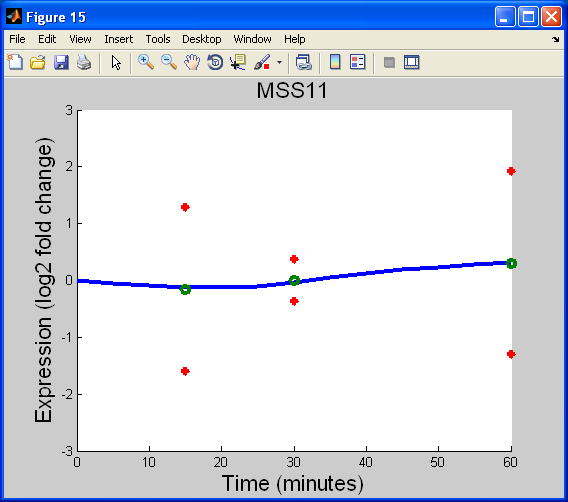 Figure 15
File Edit View Insert Tools Desktop Window Help
MSS11
Expression (log2 fold change)
3
2
1
0
-1
-2
-3
0 10 20 30 40 50 60
Time (minutes)